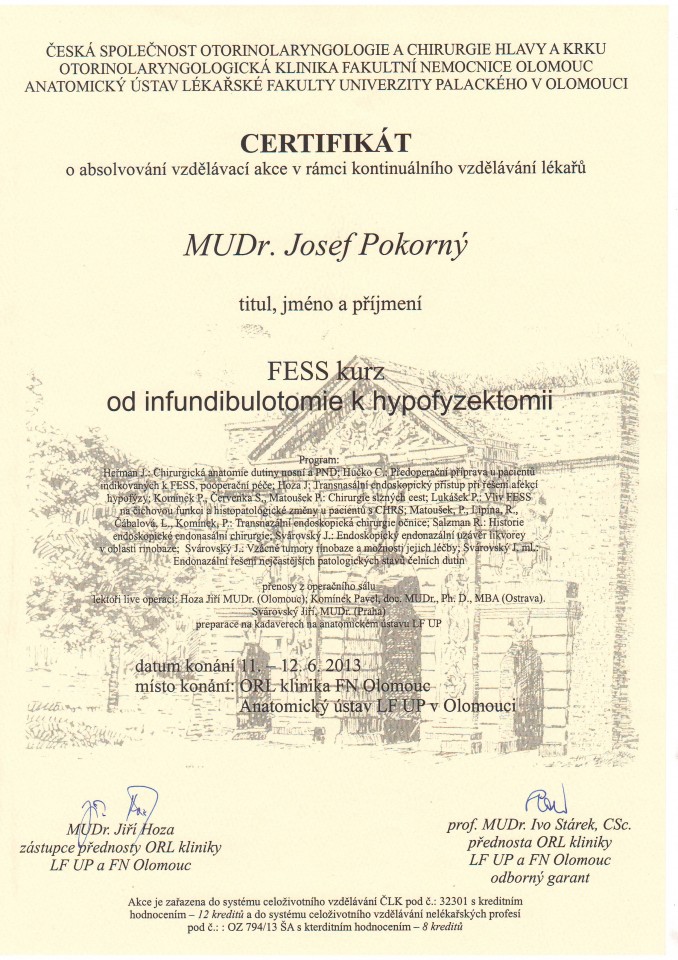 ČESKÁ SPOLEČNOST OTORINOLARYNGOLOGIE A CHIRURGIE HLAVY A KRKU
OTORINOLARYNGOLOGICKÁ KLINIKA FAKULTNÍ NEMOCNICE OLOMOUC
ANATOMICKÝ ÚSTAV LÉKAŘSKÉ FAKULTY UNIVERZITY PALACKÉHO V OLOMOUCI
CERTIFIKÁT
o absolvování vzdělávací akce v rámci kontinuálního vzdělávání lékařů
MUDr. Josef Pokorný
titul, jméno a příjmení
FESS kurz
od infundibulotomie k hypofyzektomii
Program:
Heřman J.: Chirurgická anatomie dutiny nosní a PND; Hučko C.: Předoperační příprava u pacientů
indikovaných k FESS, pooperační péče; Hoza J: Transnasální endoskopický přístup při řešení afekcí
hypofýzy; Komínek P., Červenka S., Matoušek P.: Chirurgie slzných cest; Lukášek P.: Vliv FESS
na čichovou funkci a histopatologické změny u pacientů s CHRS; Matoušek, P., Lipina, R.,
Čábalová, L., Komínek, P.: Transnazální endoskopická chirurgie očnice; Salzman R.: Historie
endoskopické endonasální chirurgie; Svárovský J.: Endoskopický endonazální uzávěr likvorey
v oblasti rinobaze; Svárovský J.: Vzácné tumory rinobaze a možnosti jejich léčby; Svárovský J. ml.:
Endonazální řešení nejčastějších patologických stavů čelních dutin
přenosy z operačního sálu
lektoři live operací: Hoza Jiří MUDr. (Olomouc); Komínek Pavel, doc. MUDr., Ph. D., MBA (Ostrava).
Svárovský Jiří, MUDr. (Praha)
preparace na kadaverech na anatomickém ústavu LF UP
datum konání 11. – 12. 6. 2013
místo konání: ORL klinika FN Olomouc
Anatomický ústav LF UP v Olomouci
MUDr. Jiří Hoza
zástupce přednosty ORL kliniky
LF UP a FN Olomouc
prof. MUDr. Ivo Stárek, CSc.
přednosta ORL kliniky
LF UP a FN Olomouc
odborný garant
Akce je zařazena do systému celoživotního vzdělávání ČLK pod č.: 32301 s kreditním
hodnocením – 12 kreditů a do systému celoživotního vzdělávání nelékařských profesí
pod č.: : OZ 794/13 ŠA s kterditním hodnocením – 8 kreditů